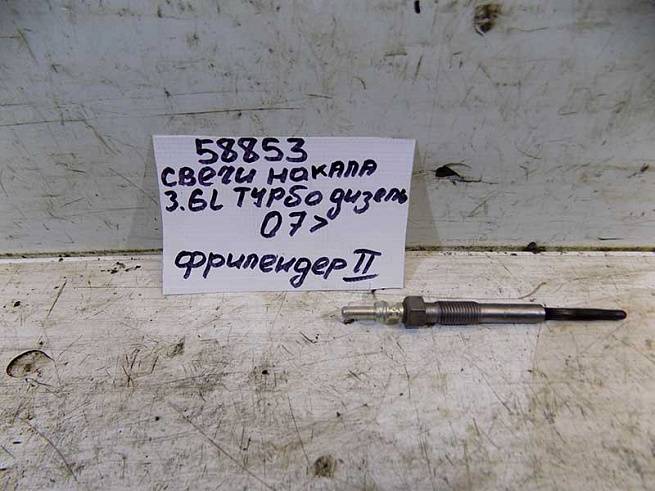 58853
свечи накала
3.6L турбо дизель
07>
фрилендер II